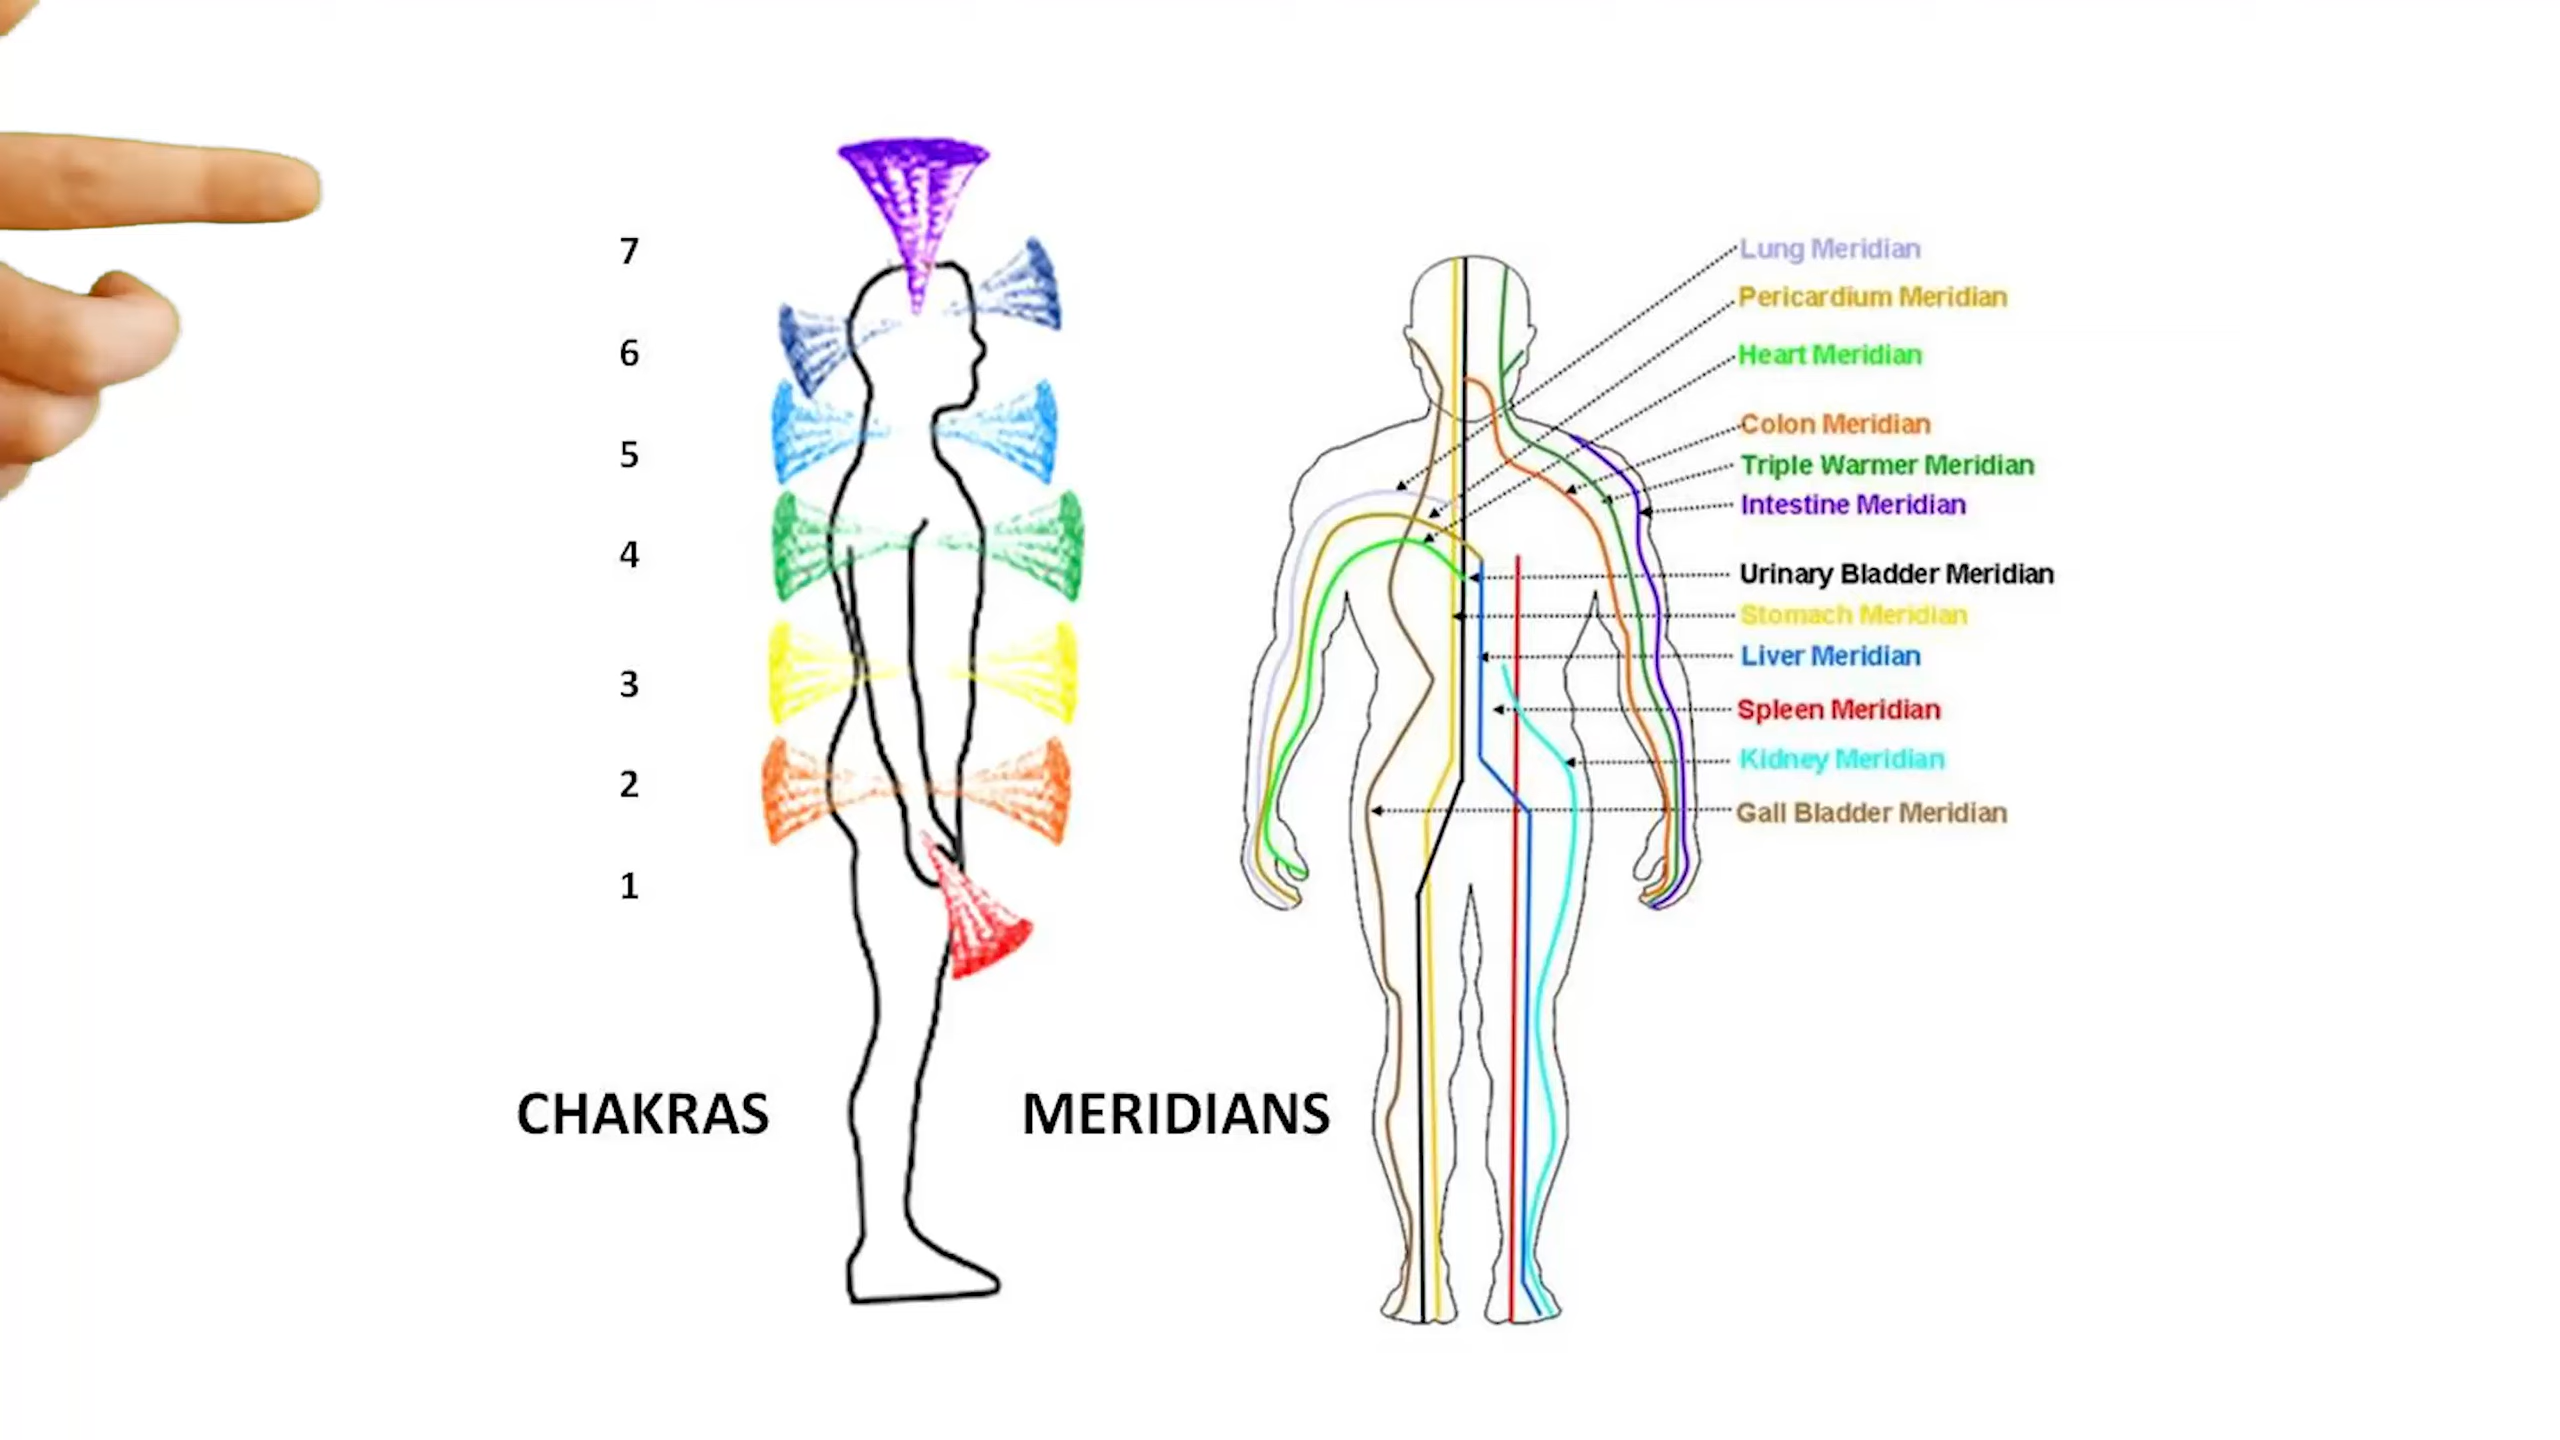 7
6
5
4
3
2
1
CHAKRAS
MERIDIANS
Lung Meridian
Pericardium Meridian
Heart Meridian
Colon Meridian
Triple Warmer Meridian
Intestine Meridian
Urinary Bladder Meridian
Stomach Meridian
Liver Meridian
Spleen Meridian
Kidney Meridian
Gall Bladder Meridian